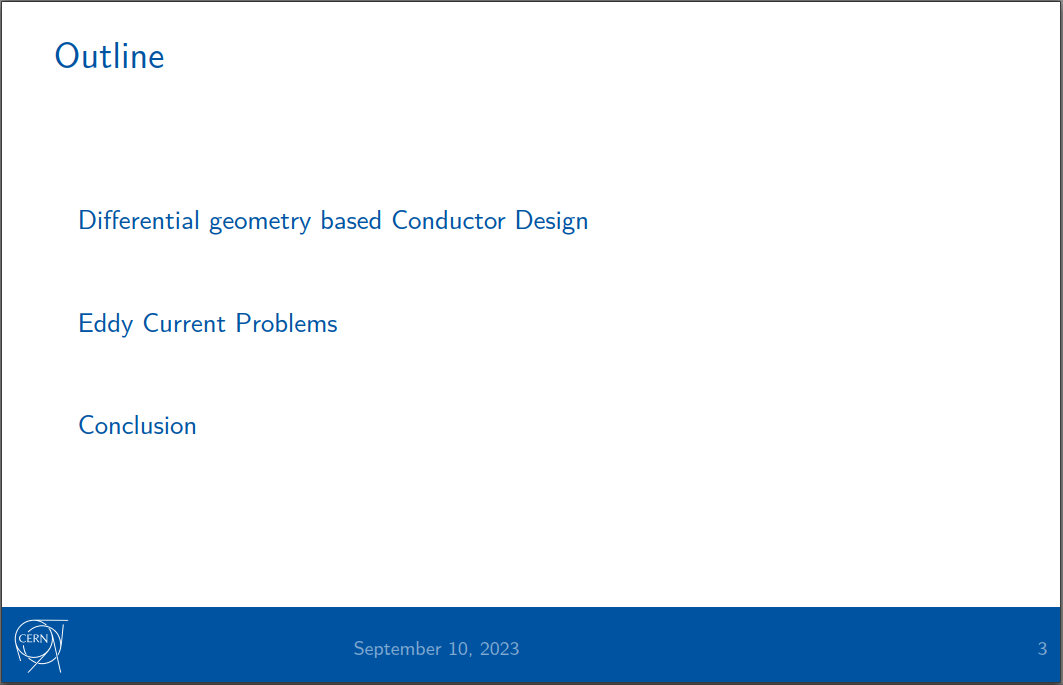 Outline
Differential geometry based Conductor Design
Eddy Current Problems
Conclusion
CERN
September 10, 2023
3